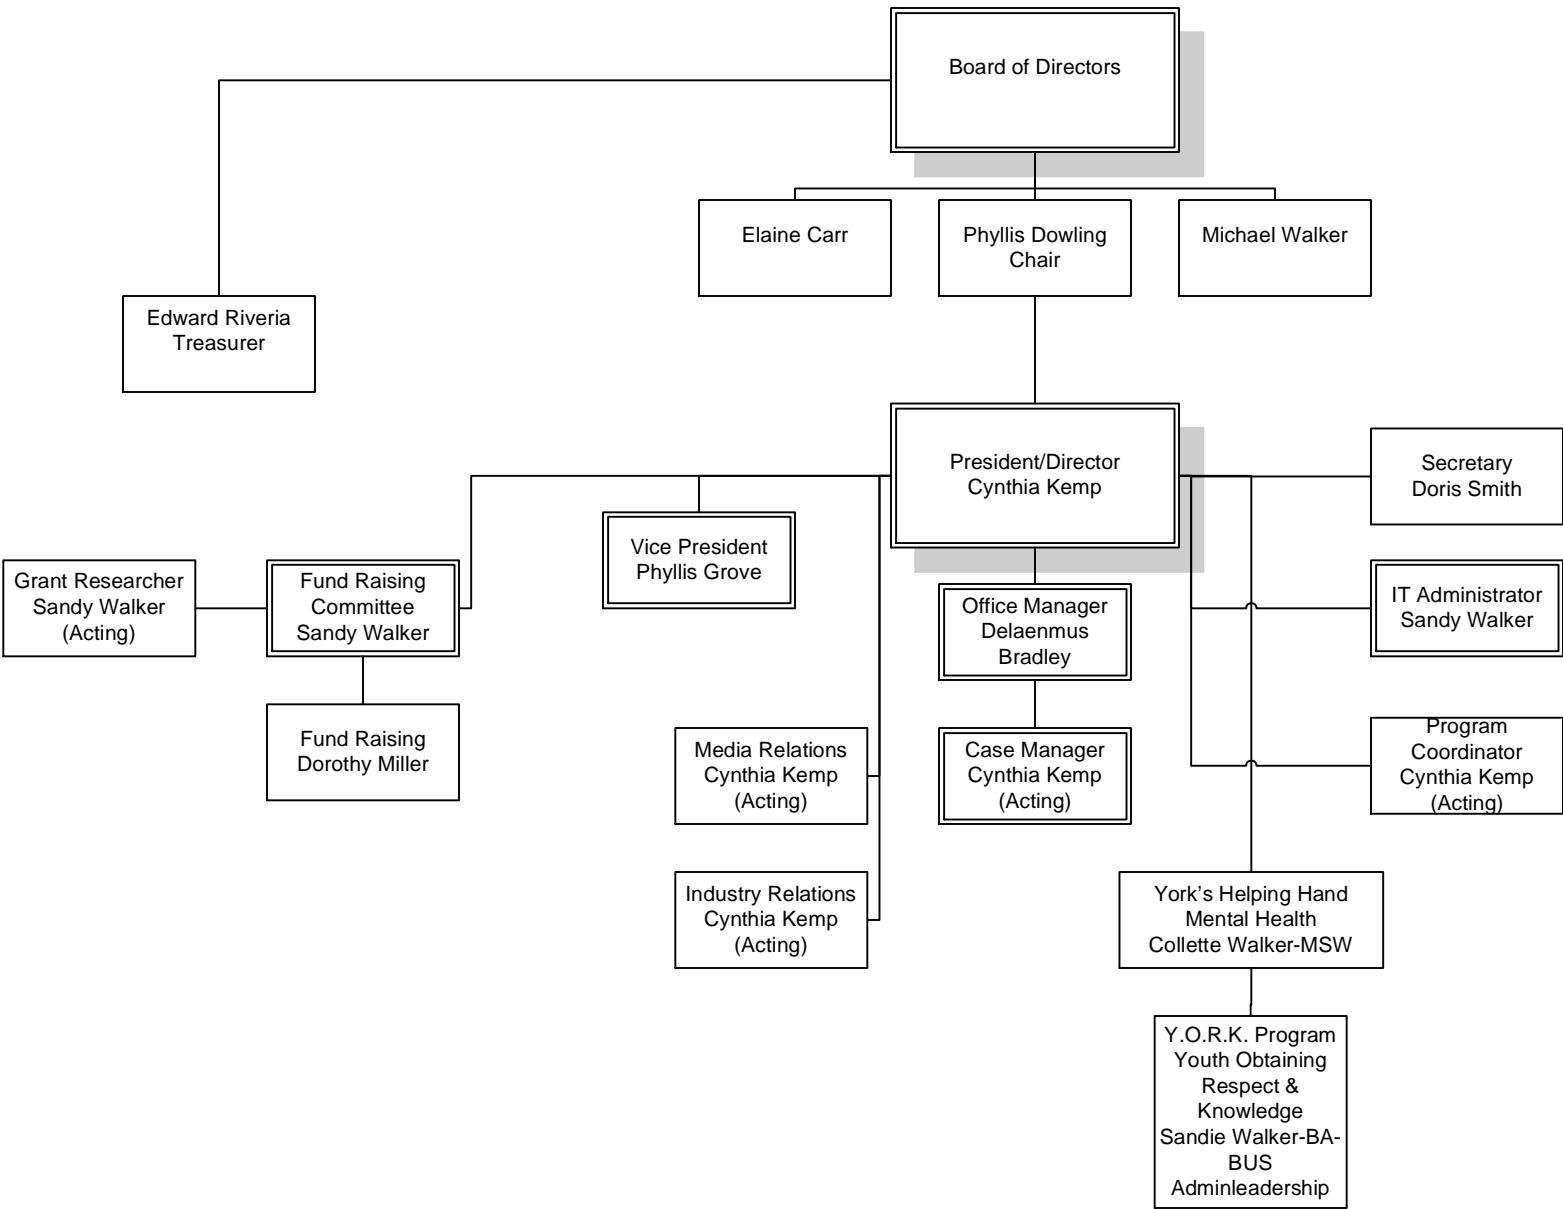 Board of Directors
Elaine Carr
Phyllis Dowling
Chair
Michael Walker
Edward Riveria
Treasurer
President/Director
Cynthia Kemp
Secretary
Doris Smith
Vice President
Phyllis Grove
Grant Researcher
Sandy Walker
(Acting)
Fund Raising
Committee
Sandy Walker
Office Manager
Delaenmus
Bradley
IT Administrator
Sandy Walker
Fund Raising
Dorothy Miller
Media Relations
Cynthia Kemp
(Acting)
Case Manager
Cynthia Kemp
(Acting)
Program
Coordinator
Cynthia Kemp
(Acting)
Industry Relations
Cynthia Kemp
(Acting)
York’s Helping Hand
Mental Health
Collette Walker-MSW
Y.O.R.K. Program
Youth Obtaining
Respect &
Knowledge
Sandie Walker-BA-
BUS
Adminleadership